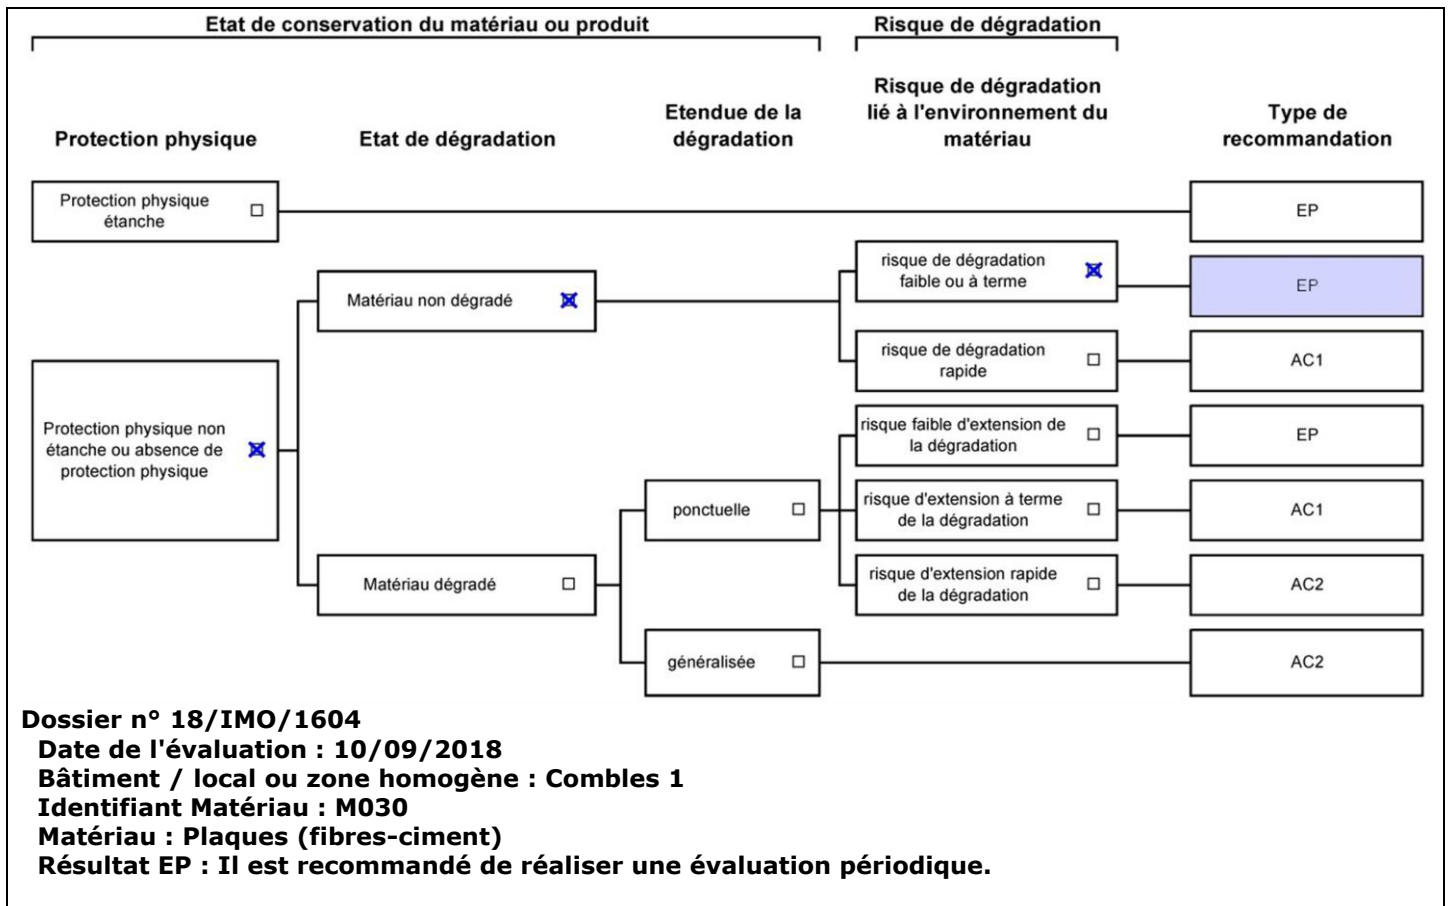 Etat de conservation du matériau ou produit
Risque de dégradation
Protection physique
Etat de dégradation
Etendue de la
dégradation
Risque de dégradation
lié à l'environnement du
matériau
Type de
recommandation
Protection physique
étanche
EP
risque de dégradation
faible ou à terme
EP
Matériau non dégradé
risque de dégradation
rapide
AC1
Protection physique non
étanche ou absence de
protection physique
risque faible d'extension de
la dégradation
EP
ponctuelle
risque d'extension à terme
de la dégradation
AC1
Matériau dégradé
risque d'extension rapide
de la dégradation
AC2
généralisée
AC2
Dossier n° 18/IMO/1604
Date de l'évaluation : 10/09/2018
Bâtiment / local ou zone homogène : Combles 1
Identifiant Matériau : M030
Matériau : Plaques (fibres-ciment)
Résultat EP : Il est recommandé de réaliser une évaluation périodique.